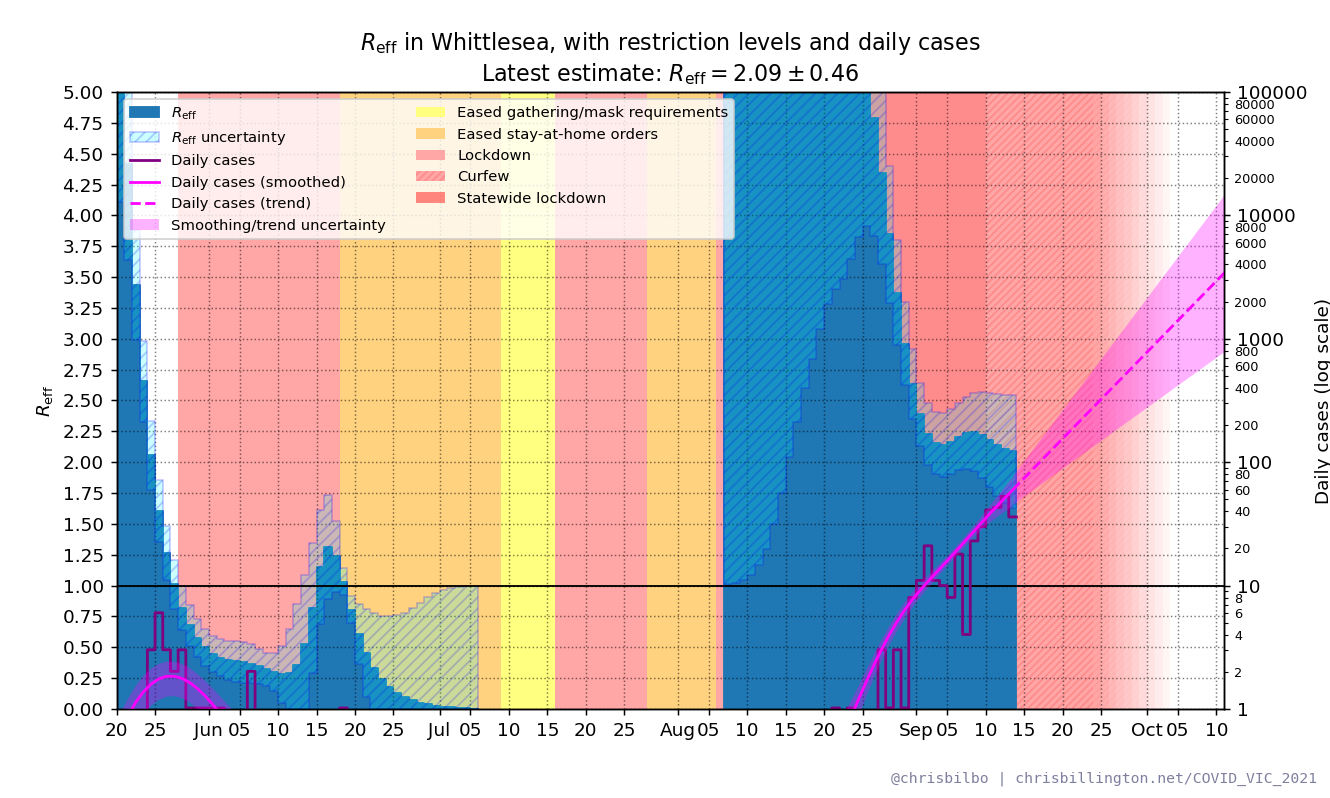 Reff in Whittlesea, with restriction levels and daily cases
Latest estimate: Reff = 2.09 ± 0.46
Reff
Reff uncertainty
Daily cases
Daily cases (smoothed)
Daily cases (trend)
Smoothing/trend uncertainty
Eased gathering/mask requirements
Eased stay-at-home orders
Lockdown
Curfew
Statewide lockdown
Reff
5.00
4.75
4.50
4.25
4.00
3.75
3.50
3.25
3.00
2.75
2.50
2.25
2.00
1.75
1.50
1.25
1.00
0.75
0.50
0.25
0.00
100000
80000
60000
40000
20000
10000
8000
6000
4000
2000
1000
800
600
400
200
100
80
60
40
20
10
8
6
4
2
1
Daily cases (log scale)
20 25 Jun 05 10 15 20 25 Jul 05 10 15 20 25 Aug 05 10 15 20 25 Sep 05 10 15 20 25 Oct 05 10
@chrisbilbo | chrisbillington.net/COVID_VIC_2021